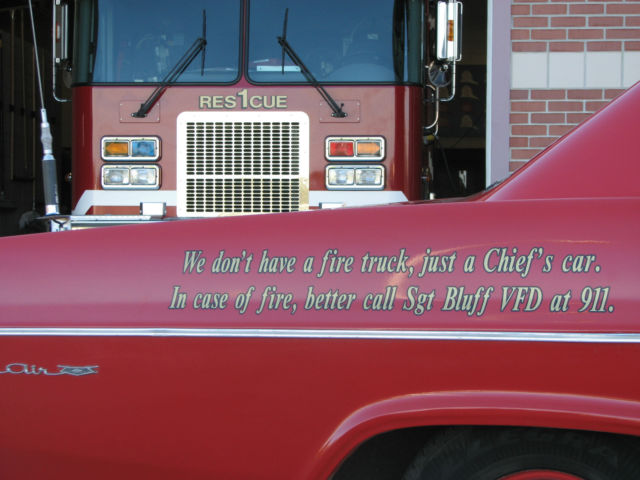 RES1CUE
We don't have a fire truck, just a Chief's car.
In case of fire, better call Sgt Bluff VFD at 911.
Air